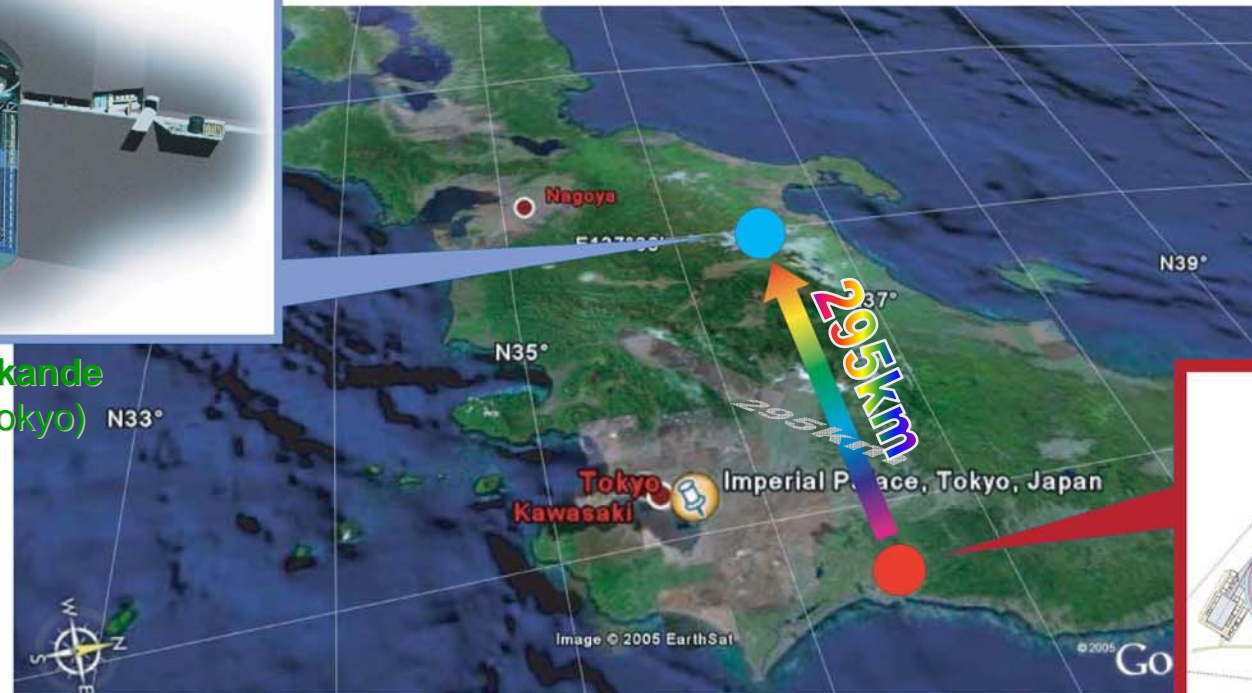 Nagoya
N39°
37°
295km
N35°
kande
okyo)
N33°
295km
Tokyo
Imperial P ace, Tokyo, Japan
Kawasaki
W
S
N
E
Image © 2005 EarthSat
© 2005 Go